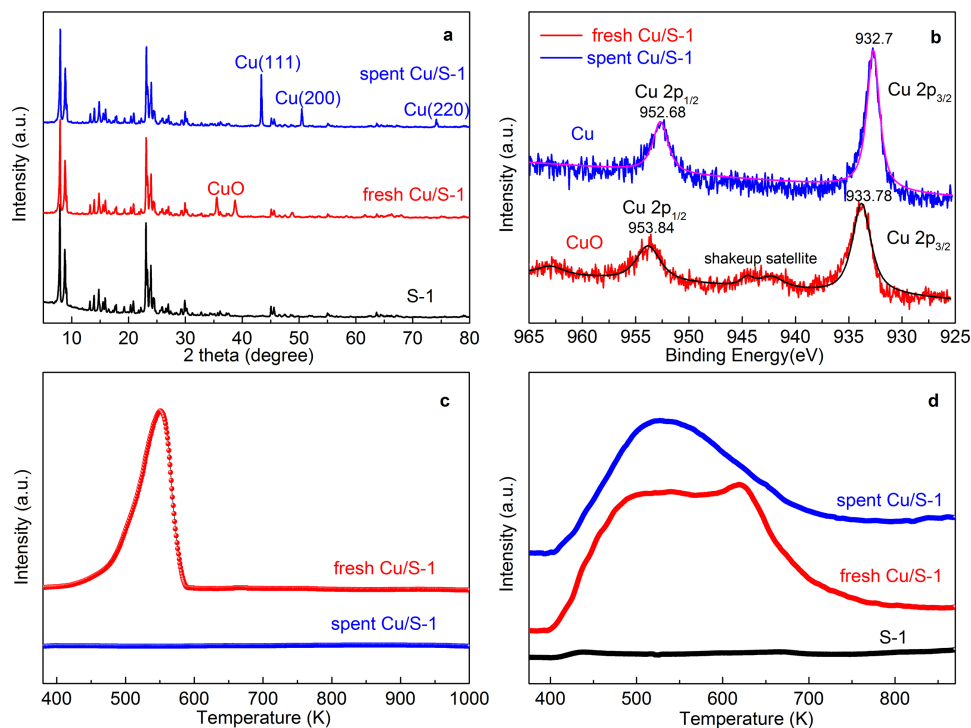 a
spent Cu/S-1
Cu(111)
Cu(200)
Cu(220)
CuO
fresh Cu/S-1
S-1
Intensity (a.u.)
10 20 30 40 50 60 70 80
2 theta (degree)
b
fresh Cu/S-1
spent Cu/S-1
932.7
Cu 2p1/2
952.68
Cu 2p3/2
Cu
933.78
Cu 2p1/2
953.84
CuO
shakeup satellite
Cu 2p3/2
Intensity (a.u.)
965 960 955 950 945 940 935 930 925
Binding Energy(eV)
c
fresh Cu/S-1
spent Cu/S-1
Intensity (a.u.)
400 500 600 700 800 900 1000
Temperature (K)
d
spent Cu/S-1
fresh Cu/S-1
S-1
Intensity (a.u.)
400 500 600 700 800
Temperature (K)